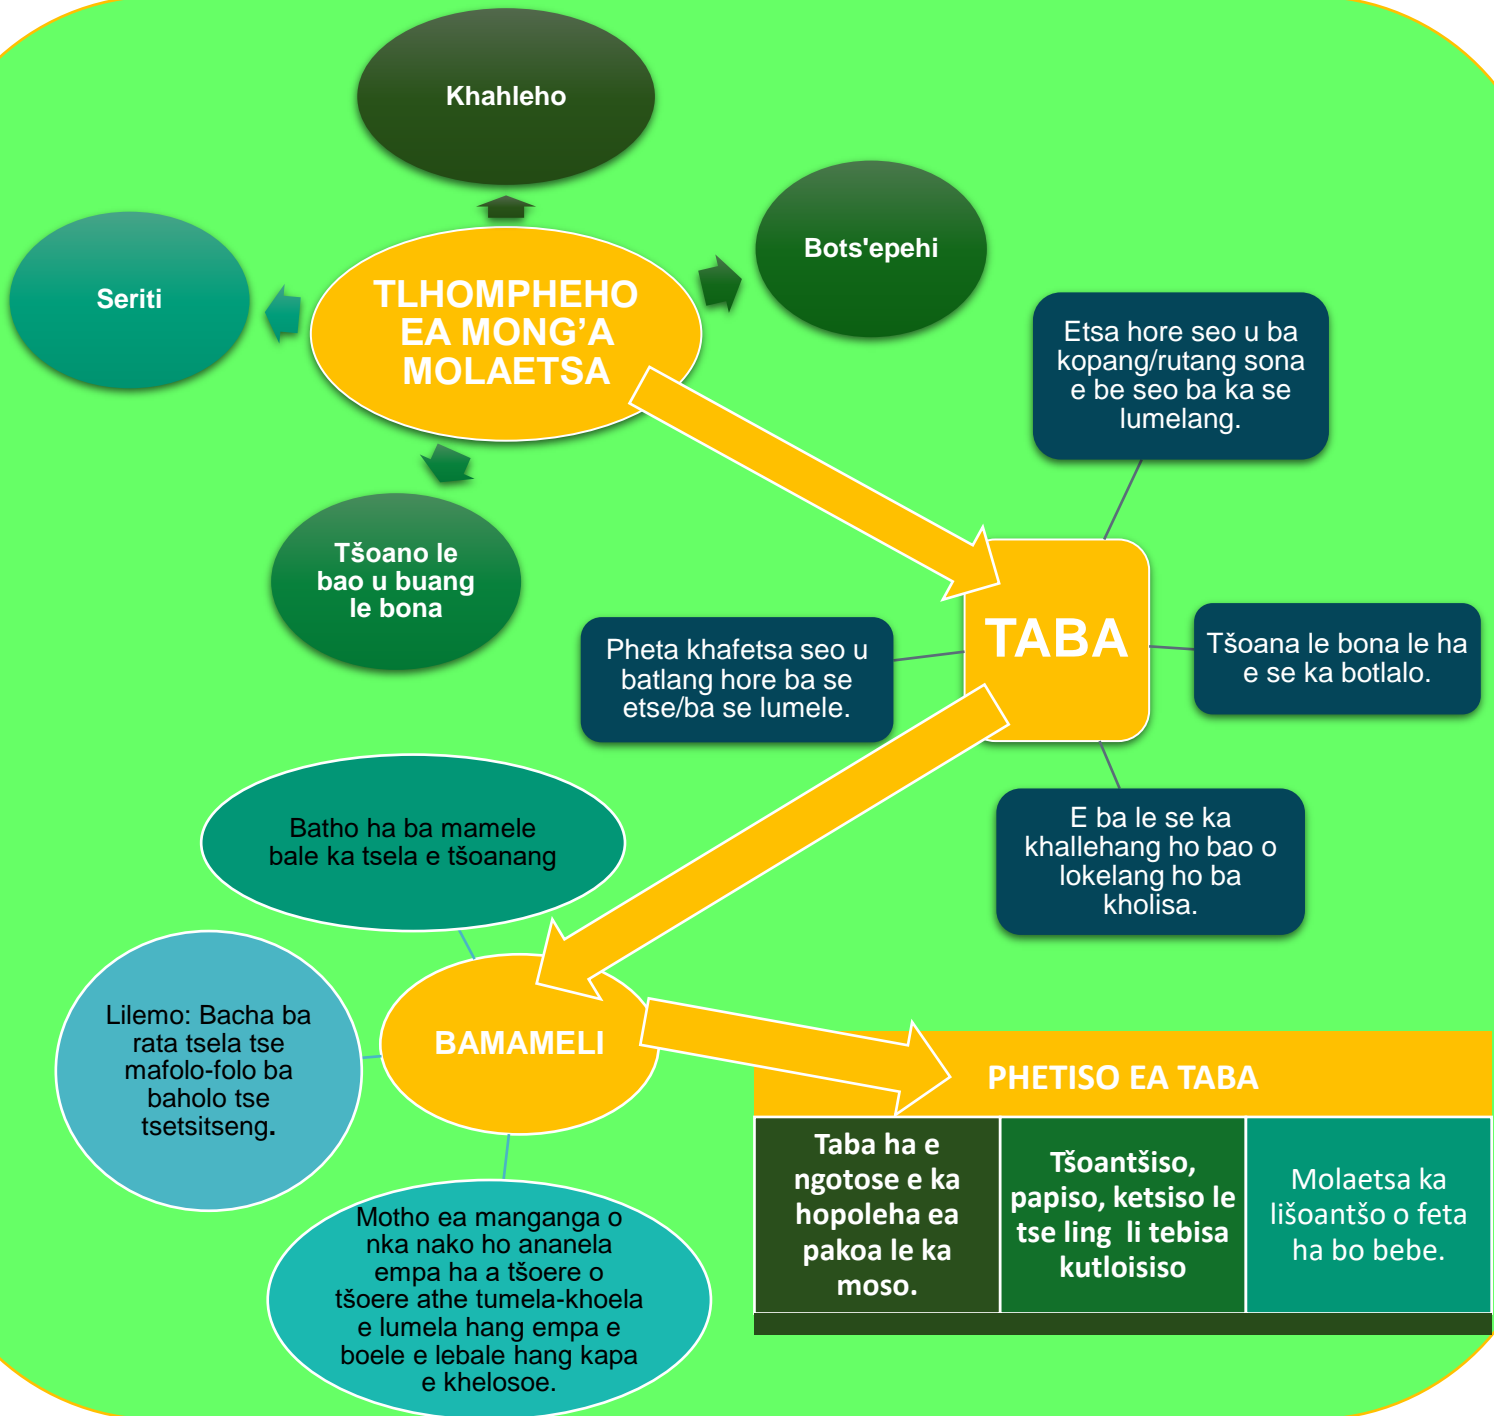 Khahleho
Bots'epehi
Seriti
TLHOMPHEHO
EA MONG’A
MOLAETSA
Tšoano le
bao u buang
le bona
Etsa hore seo u ba
kopang/rutang sona
e be seo ba ka se
lumelang.
TABA
Pheta khafetsa seo u
batlang hore ba se
etse/ba se lumele.
Tšoana le bona le ha
e se ka botlalo.
E ba le se ka
khallehang ho bao o
lokelang ho ba
kholisa.
Batho ha ba mamele
bale ka tsela e tšoanang
Lilemo: Bacha ba
rata tsela tse
mafolo-folo ba
baholo tse
tsetsitseng.
BAMAMELI
Motho ea manganga o
nka nako ho ananela
empa ha a tšoere o
tšoere athe tumela-khoela
e lumela hang empa e
boele e lebale hang kapa
e khelosoe.
PHETISO EA TABA
Taba ha e
ngotose e ka
hopoleha ea
pakoa le ka
moso.
Tšoantšiso,
papiso, ketsiso le
tse ling  li tebisa
kutloisiso
Molaetsa ka
lišoantšo o feta
ha bo bebe.